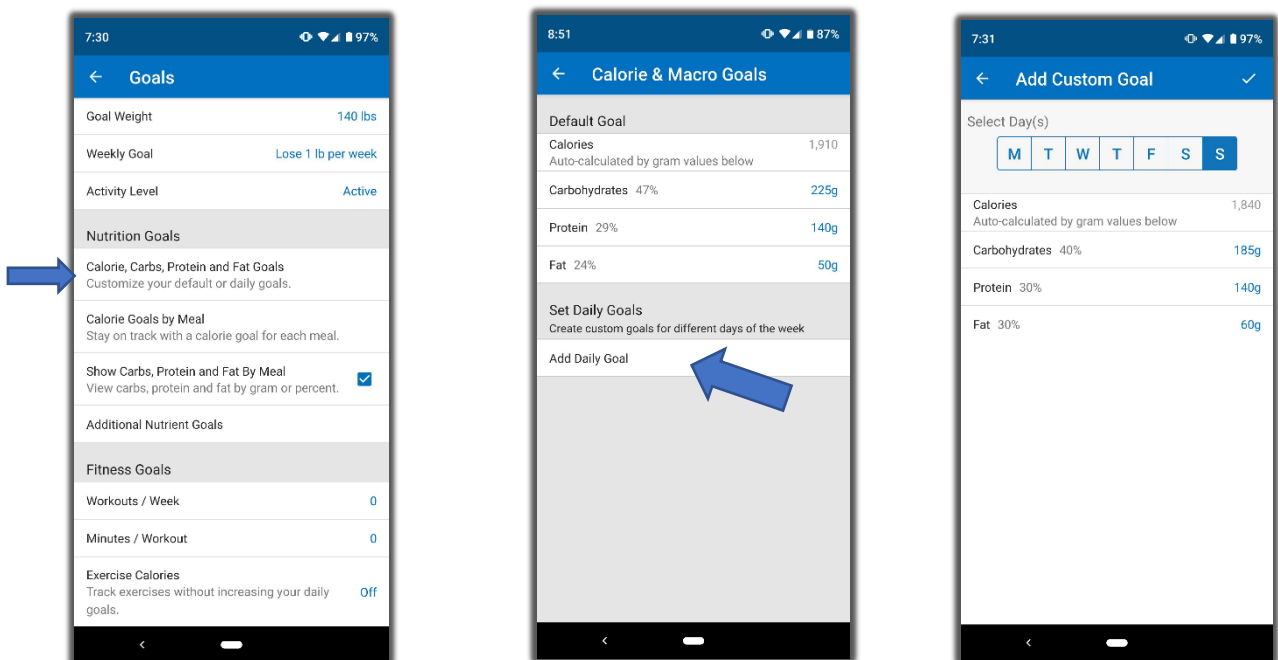 7:30 97%
Goals
Goal Weight 140 lbs
Weekly Goal Lose 1 lb per week
Activity Level Active
Nutrition Goals
Calorie, Carbs, Protein and Fat Goals
Customize your default or daily goals.
Calorie Goals by Meal
Stay on track with a calorie goal for each meal.
Show Carbs, Protein and Fat By Meal
View carbs, protein and fat by gram or percent.
Additional Nutrient Goals
Fitness Goals
Workouts / Week 0
Minutes / Workout 0
Exercise Calories
Track exercises without increasing your daily Off
goals.
8:51 87%
Calorie & Macro Goals
Default Goal
Calories 1,910
Auto-calculated by gram values below
Carbohydrates 47% 225g
Protein 29% 140g
Fat 24% 50g
Set Daily Goals
Create custom goals for different days of the week
Add Daily Goal
7:31 97%
Add Custom Goal
Select Day(s)
M T W T F S S
Calories 1,840
Auto-calculated by gram values below
Carbohydrates 40% 185g
Protein 30% 140g
Fat 30% 60g